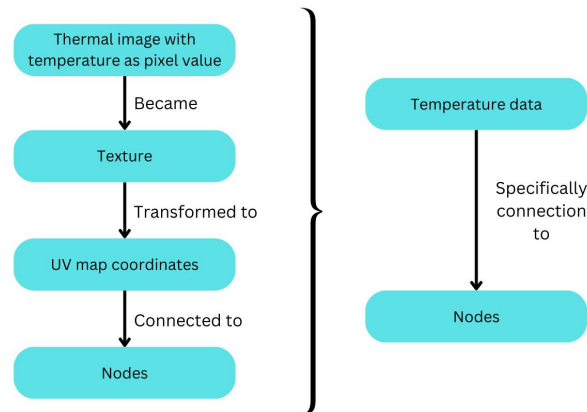 Thermal image with
temperature as pixel value
Became
Texture
Transformed to
UV map coordinates
Connected to
Nodes
Temperature data
Specifically
connection
to
Nodes